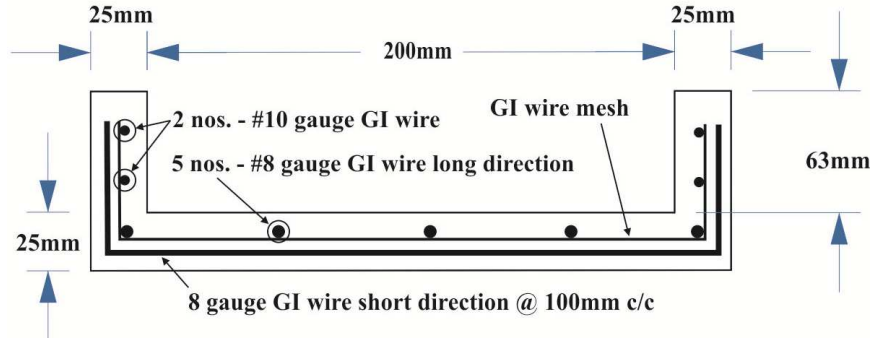 25mm
25mm
200mm
2 nos. - #10 gauge GI wire
GI wire mesh
5 nos. - #8 gauge GI wire long direction
63mm
25mm
8 gauge GI wire short direction @ 100mm c/c